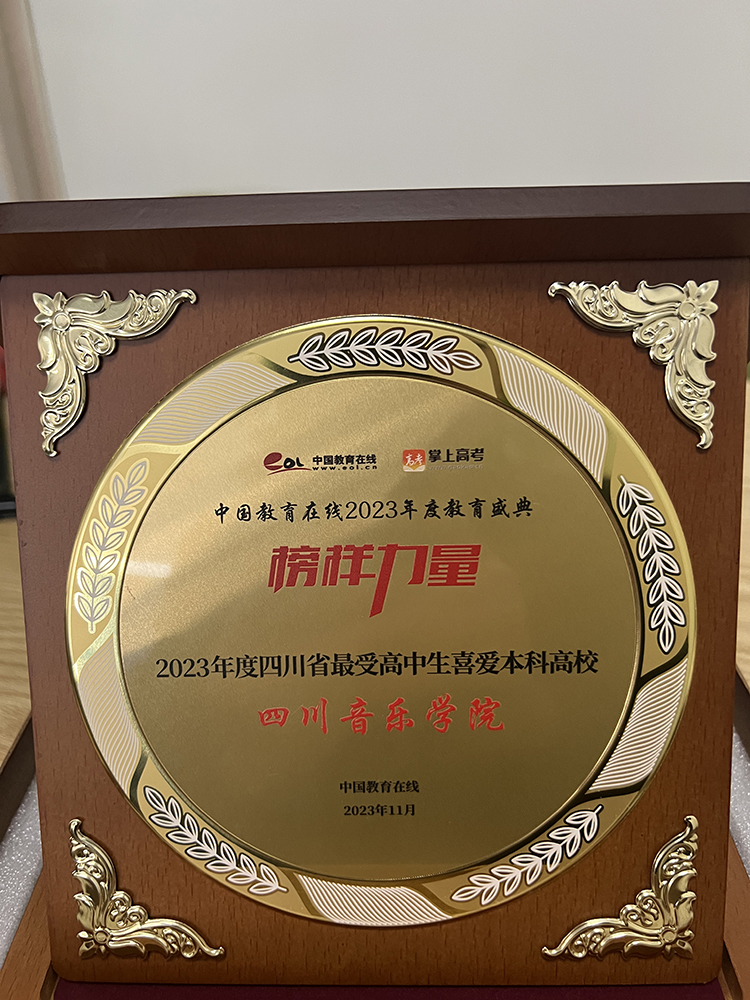 eol 中国教育在线 高考 掌上高考
www.eol.cn
中国教育在线2023年度教育盛典
榜样力量
2023年度四川省最受高中生喜爱本科高校
四川音乐学院
中国教育在线
2023年11月